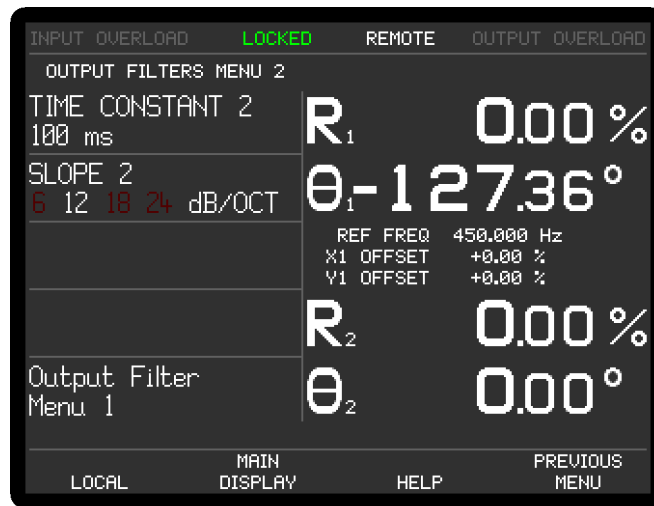 INPUT OVERLOAD LOCKED REMOTE OUTPUT OVERLOAD
OUTPUT FILTERS MENU 2
TIME CONSTANT 2
100 ms
SLOPE 2
6 12 18 24 dB/OCT
Output Filter
Menu 1
R1 0.00 %
θ1 -127.36°
REF FREQ 450.000 Hz
X1 OFFSET +0.00 %
Y1 OFFSET +0.00 %
R2 0.00 %
θ2 0.00°
LOCAL
MAIN
DISPLAY
HELP
PREVIOUS
MENU